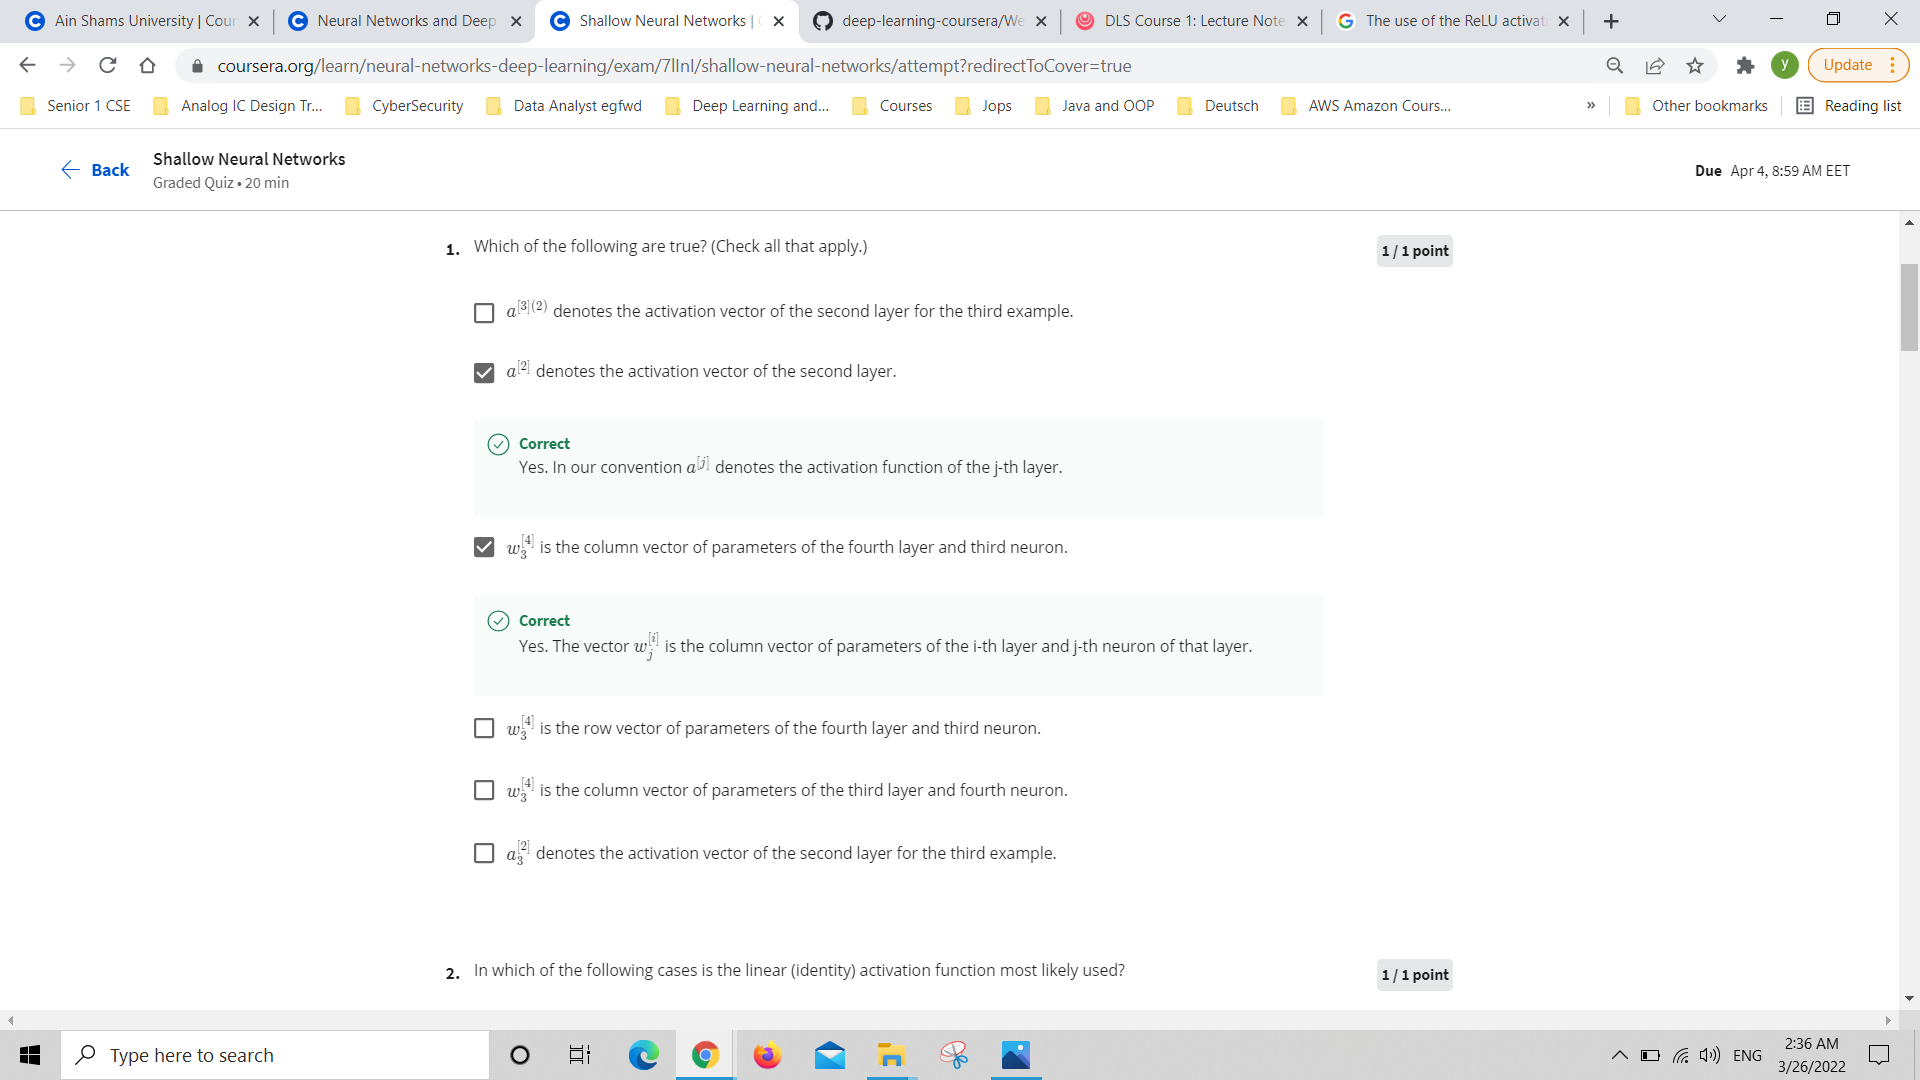 Ain Shams University | Cour
Neural Networks and Deep
Shallow Neural Networks |
deep-learning-coursera/We
DLS Course 1: Lecture Note
The use of the ReLU activat
coursera.org/learn/neural-networks-deep-learning/exam/7lInI/shallow-neural-networks/attempt?redirectToCover=true
y
Update
Senior 1 CSE
Analog IC Design Tr...
CyberSecurity
Data Analyst egfwd
Deep Learning and...
Courses
Jops
Java and OOP
Deutsch
AWS Amazon Cours...
»
Other bookmarks
Reading list
Back
Shallow Neural Networks
Graded Quiz • 20 min
Due Apr 4, 8:59 AM EET
1. Which of the following are true? (Check all that apply.)
1 / 1 point
a^{[3](2)} denotes the activation vector of the second layer for the third example.
a^{[2]} denotes the activation vector of the second layer.
Correct
Yes. In our convention a^{[j]} denotes the activation function of the j-th layer.
w_3^{[4]} is the column vector of parameters of the fourth layer and third neuron.
Correct
Yes. The vector w_j^{[i]} is the column vector of parameters of the i-th layer and j-th neuron of that layer.
w_3^{[4]} is the row vector of parameters of the fourth layer and third neuron.
w_3^{[4]} is the column vector of parameters of the third layer and fourth neuron.
a_3^{[2]} denotes the activation vector of the second layer for the third example.
2. In which of the following cases is the linear (identity) activation function most likely used?
1 / 1 point
Type here to search
ENG
2:36 AM
3/26/2022